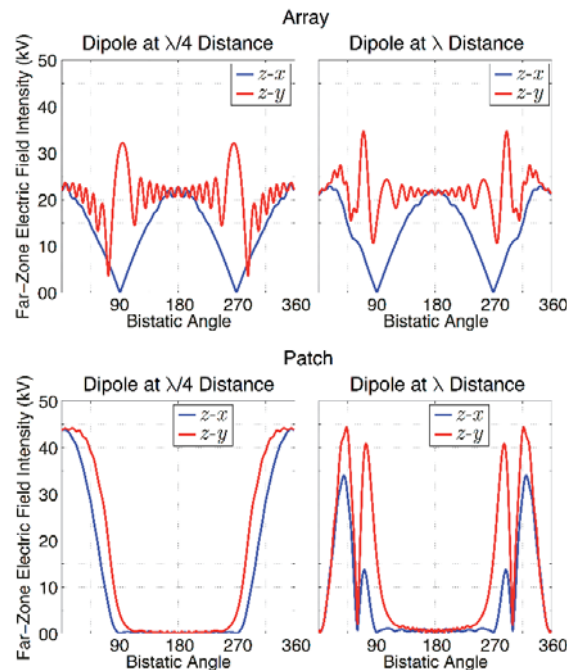 Array
Dipole at λ/4 Distance
Dipole at λ Distance
Far-Zone Electric Field Intensity (kV)
50
40
30
20
10
00
z-x
z-y
z-x
z-y
90 180 270 360
90 180 270 360
Bistatic Angle
Bistatic Angle
Patch
Dipole at λ/4 Distance
Dipole at λ Distance
Far-Zone Electric Field Intensity (kV)
50
40
30
20
10
00
z-x
z-y
z-x
z-y
90 180 270 360
90 180 270 360
Bistatic Angle
Bistatic Angle